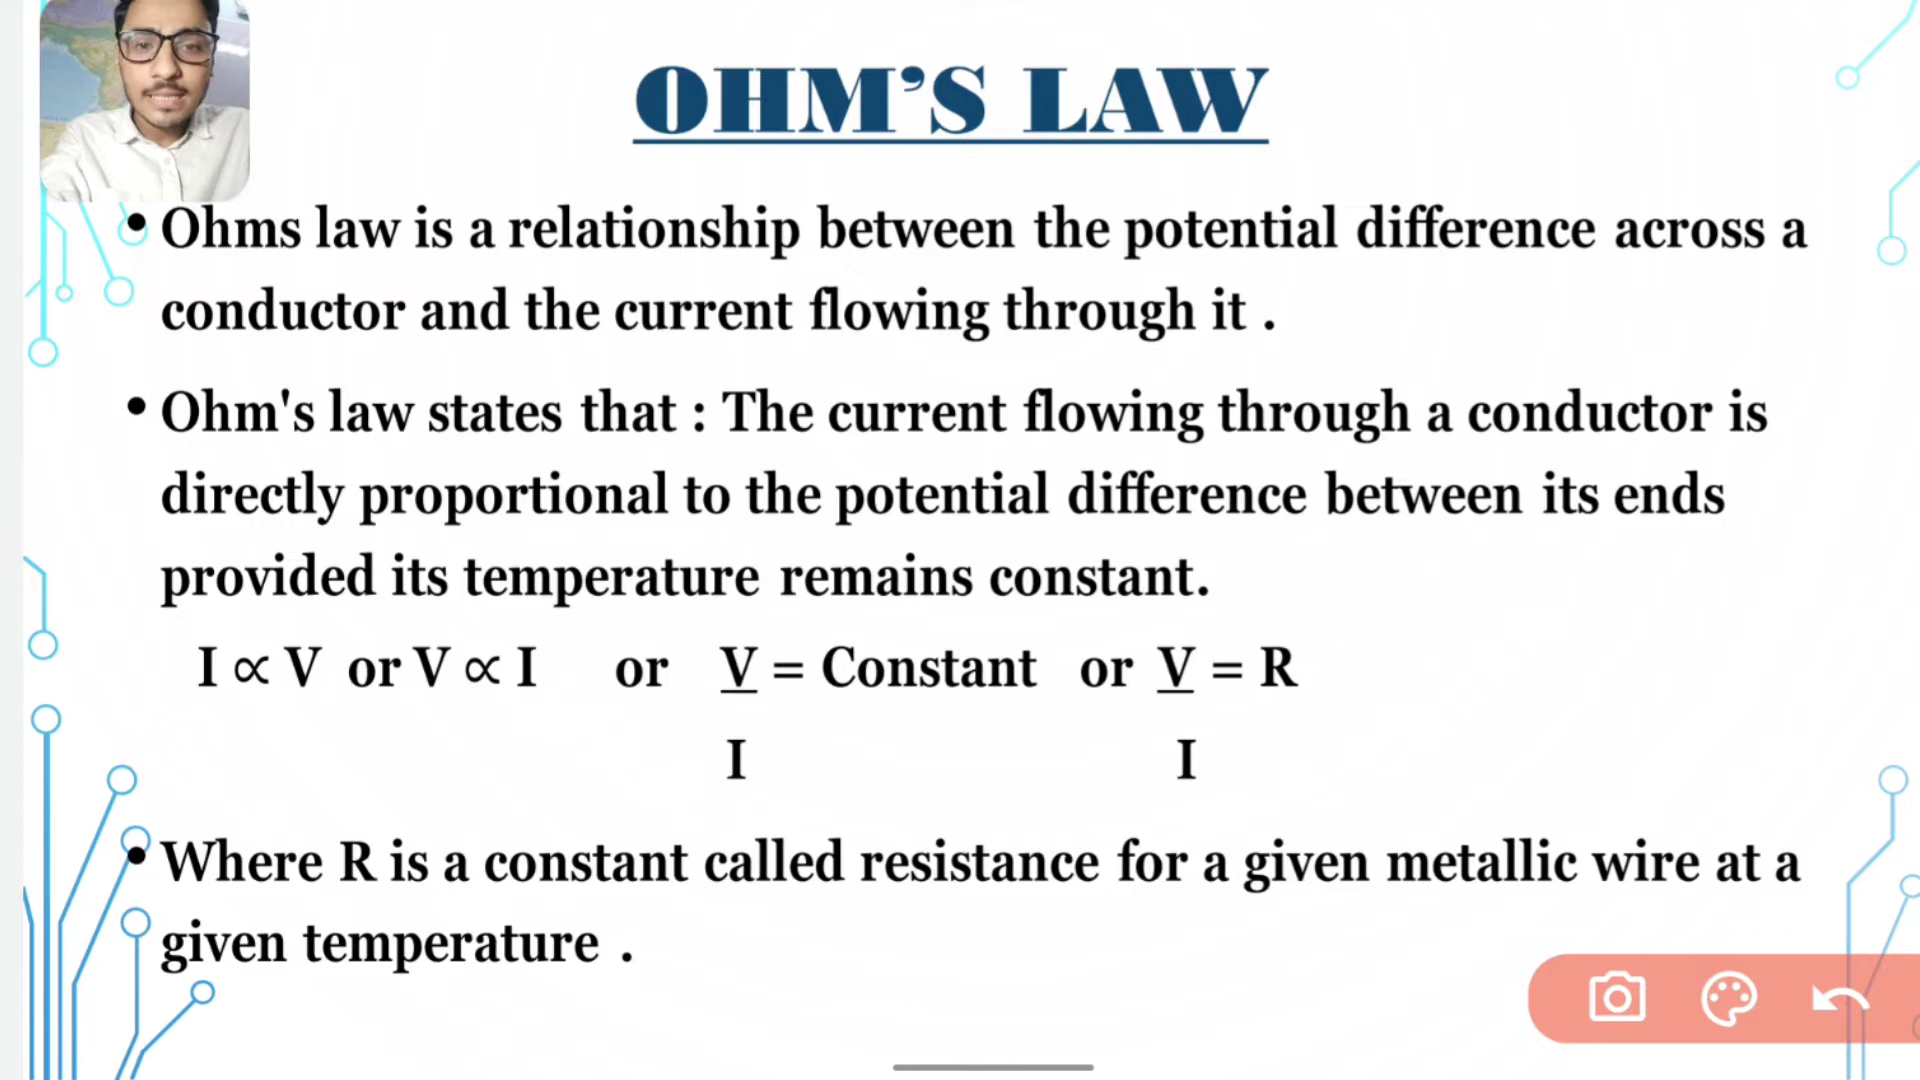 OHM’S LAW
• Ohms law is a relationship between the potential difference across a
conductor and the current flowing through it .
• Ohm's law states that : The current flowing through a conductor is
directly proportional to the potential difference between its ends
provided its temperature remains constant.
I ∝ V or V ∝ I or V = Constant or V = R
I I
• Where R is a constant called resistance for a given metallic wire at a
given temperature .